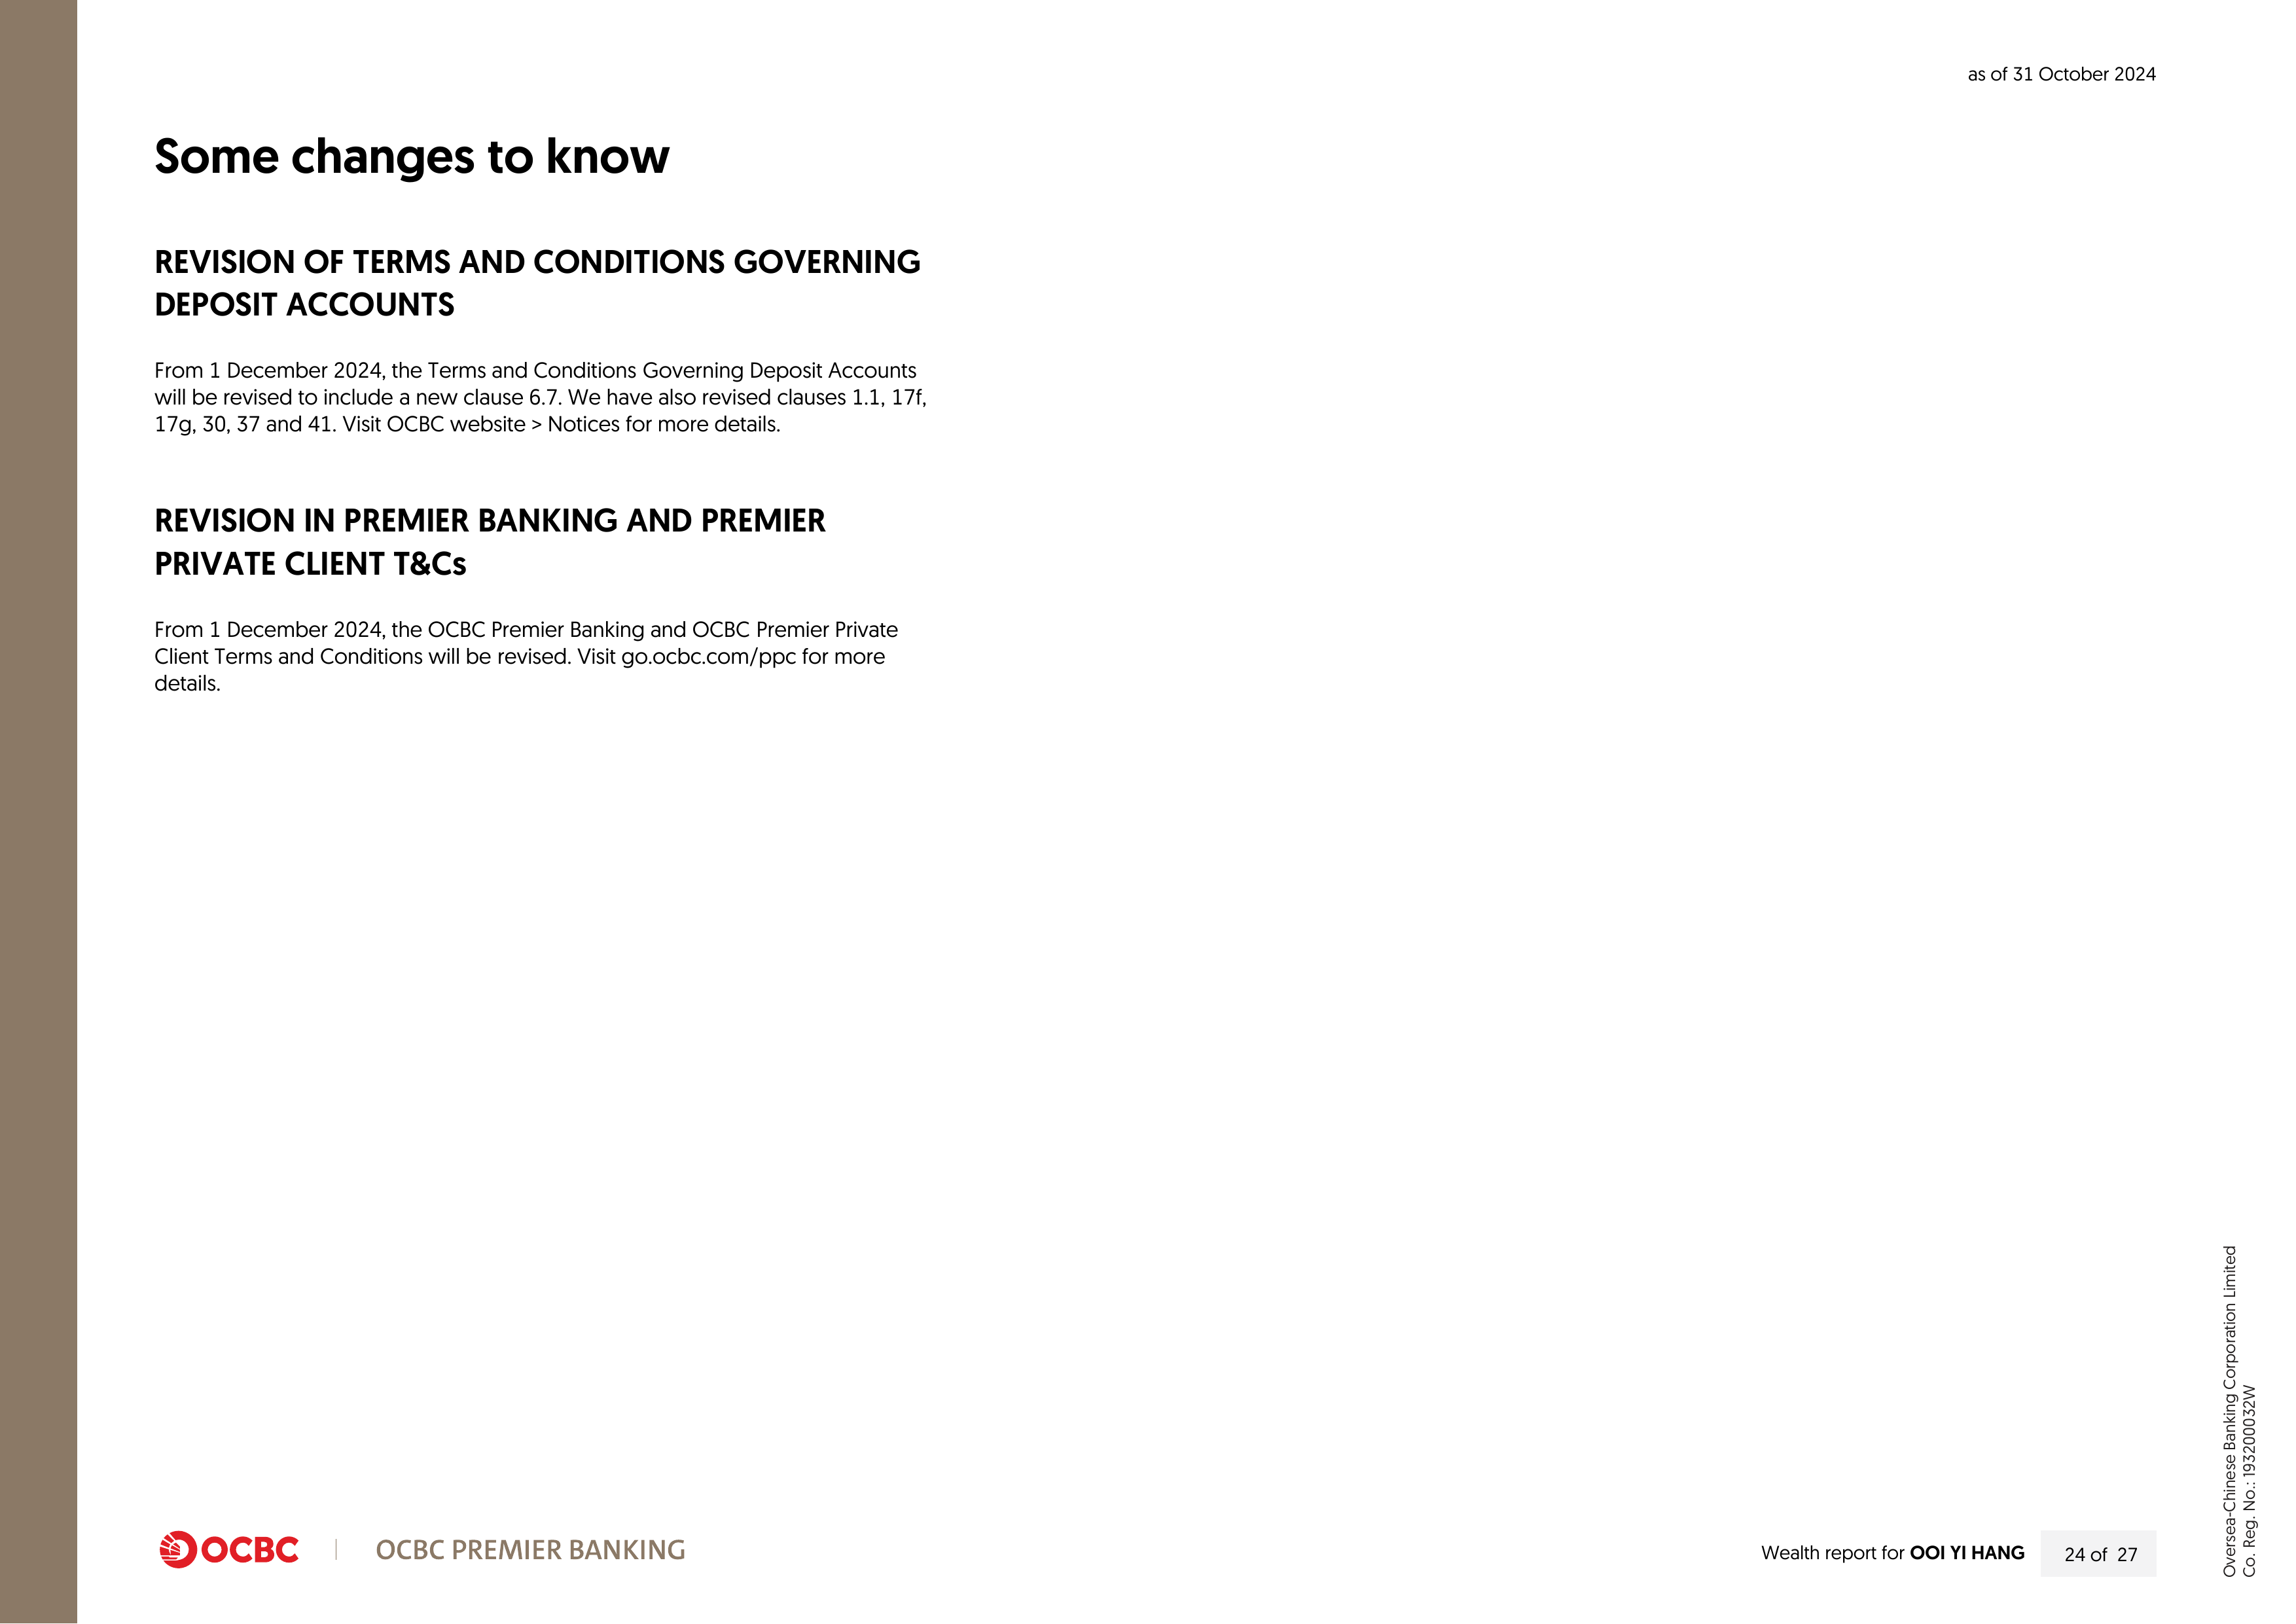 as of 31 October 2024
Some changes to know
REVISION OF TERMS AND CONDITIONS GOVERNING
DEPOSIT ACCOUNTS
From 1 December 2024, the Terms and Conditions Governing Deposit Accounts
will be revised to include a new clause 6.7. We have also revised clauses 1.1, 17f,
17g, 30, 37 and 41. Visit OCBC website > Notices for more details.
REVISION IN PREMIER BANKING AND PREMIER
PRIVATE CLIENT T&Cs
From 1 December 2024, the OCBC Premier Banking and OCBC Premier Private
Client Terms and Conditions will be revised. Visit go.ocbc.com/ppc for more
details.
OCBC | OCBC PREMIER BANKING
Wealth report for OOI YI HANG 24 of 27
Oversea-Chinese Banking Corporation Limited
Co. Reg. No.: 193200032W